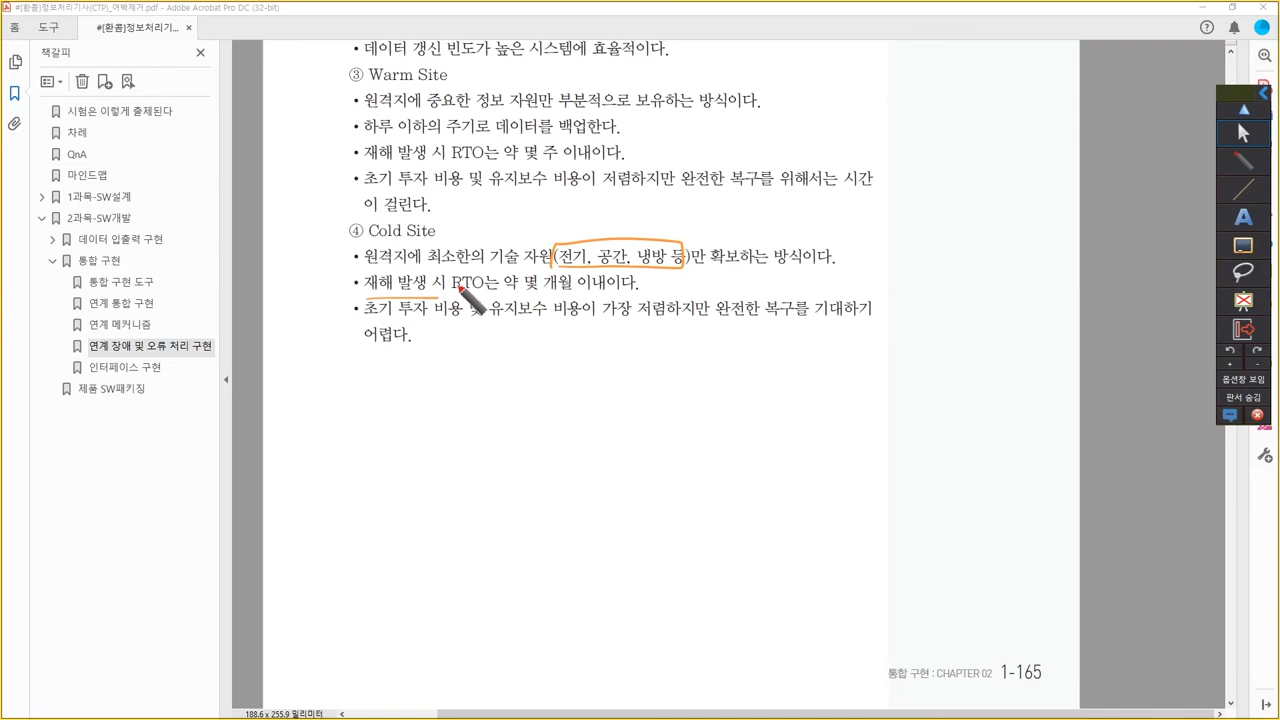 #[환콤]정보처리기사(CTP)_여백제거.pdf - Adobe Acrobat Pro DC (32-bit)
홈
도구
#[환콤]정보처리기... ×
책갈피
시험은 이렇게 출제된다
차례
QnA
마인드맵
1과목-SW설계
2과목-SW개발
데이터 입출력 구현
통합 구현
통합 구현 도구
연계 통합 구현
연계 메커니즘
연계 장애 및 오류 처리 구현
인터페이스 구현
제품 SW패키징
• 데이터 갱신 빈도가 높은 시스템에 효율적이다.
③ Warm Site
• 원격지에 중요한 정보 자원만 부분적으로 보유하는 방식이다.
• 하루 이하의 주기로 데이터를 백업한다.
• 재해 발생 시 RTO는 약 몇 주 이내이다.
• 초기 투자 비용 및 유지보수 비용이 저렴하지만 완전한 복구를 위해서는 시간
이 걸린다.
④ Cold Site
• 원격지에 최소한의 기술 자원(전기, 공간, 냉방 등)만 확보하는 방식이다.
• 재해 발생 시 RTO는 약 몇 개월 이내이다.
• 초기 투자 비용 및 유지보수 비용이 가장 저렴하지만 완전한 복구를 기대하기
어렵다.
통합 구현 : CHAPTER 02 1-165
188.6 x 255.9 밀리미터
A
+ -
옵션창 보임
판서 숨김